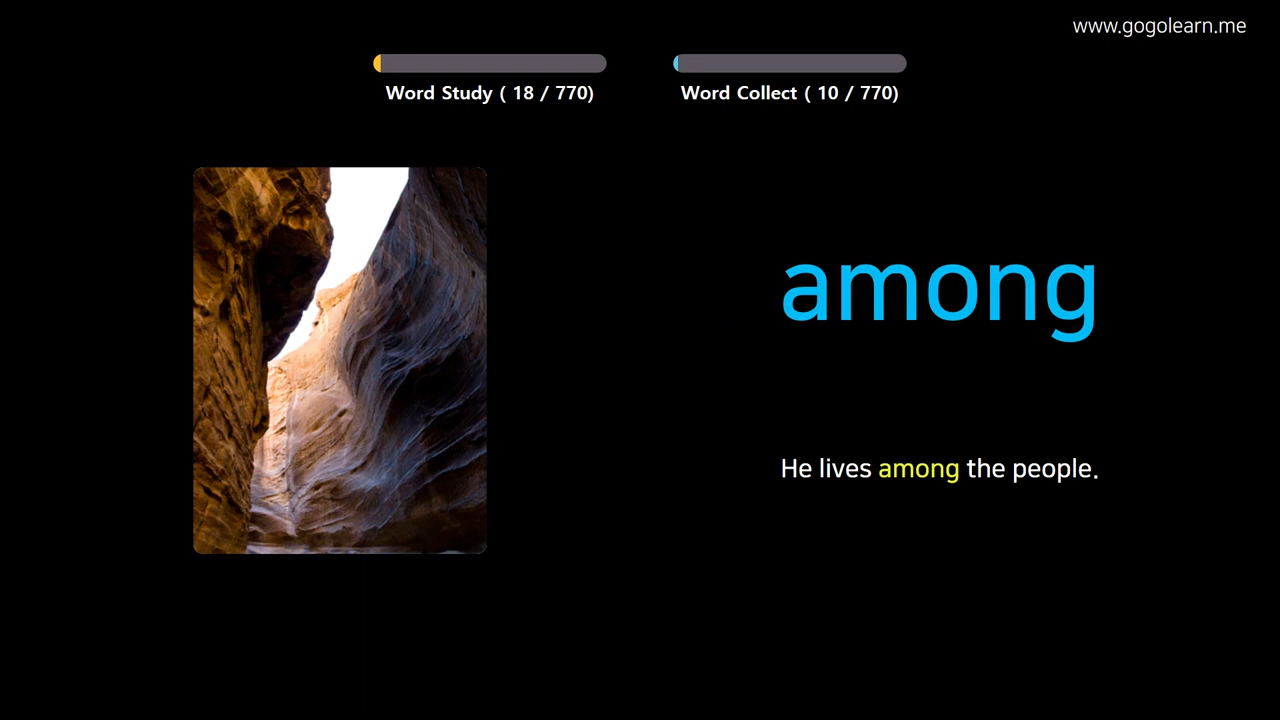 www.gogolearn.me
Word Study ( 18 / 770)
Word Collect ( 10 / 770)
among
He lives among the people.